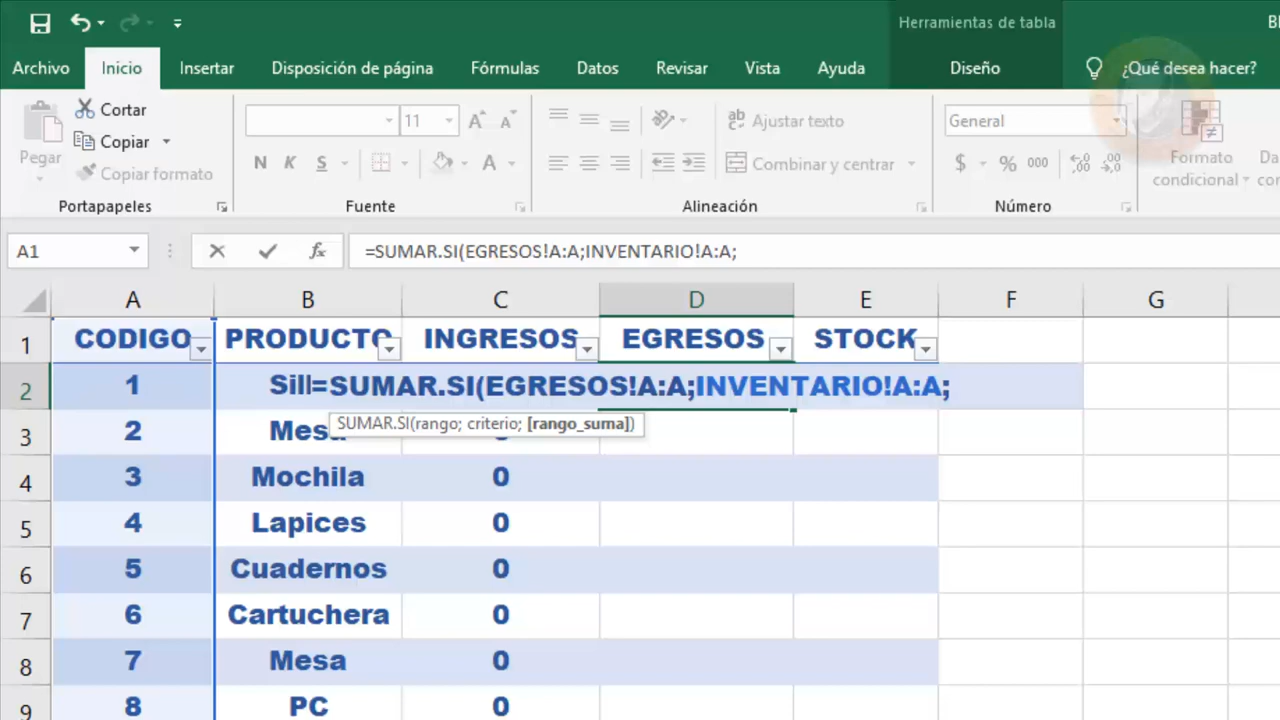 Herramientas de tabla
Archivo Inicio Insertar Disposición de página Fórmulas Datos Revisar Vista Ayuda Diseño ¿Qué desea hacer?
Pegar Cortar
Copiar
Copiar formato
Portapapeles
11
N K S A
Fuente
Ajustar texto
Combinar y centrar
Alineación
General
$ % 000
Número
Formato
condicional
A1 fx =SUMAR.SI(EGRESOS!A:A;INVENTARIO!A:A;
A B C D E F G
1 CODIGO PRODUCTO INGRESOS EGRESOS STOCK
2 1 Sill=SUMAR.SI(EGRESOS!A:A;INVENTARIO!A:A;
SUMAR.SI(rango; criterio; [rango_suma])
3 2 Mesa 0
4 3 Mochila 0
5 4 Lapices 0
6 5 Cuadernos 0
7 6 Cartuchera 0
8 7 Mesa 0
9 8 PC 0